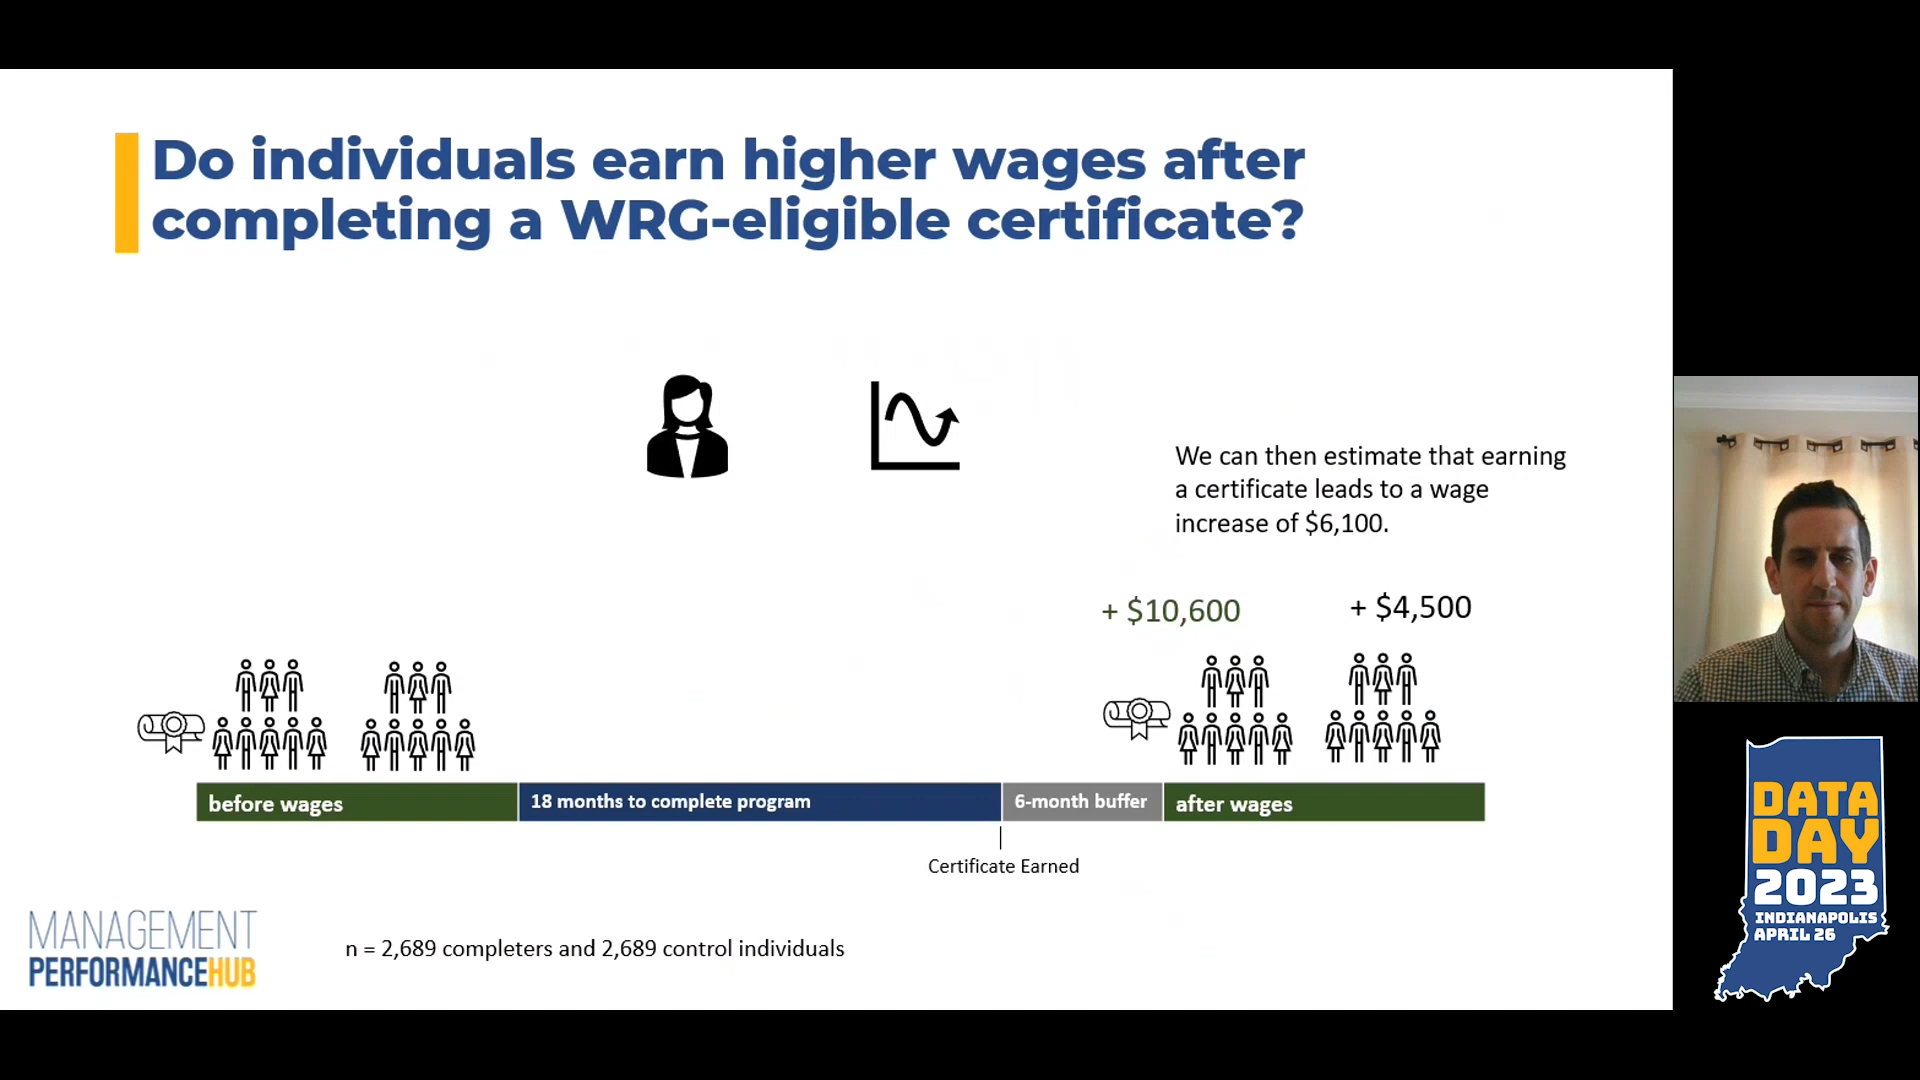 Do individuals earn higher wages after
completing a WRG-eligible certificate?
We can then estimate that earning
a certificate leads to a wage
increase of $6,100.
+ $10,600
+ $4,500
before wages
18 months to complete program
6-month buffer
after wages
Certificate Earned
n = 2,689 completers and 2,689 control individuals
MANAGEMENT
PERFORMANCEHUB
DATA
DAY
2023
INDIANAPOLIS
APRIL 26